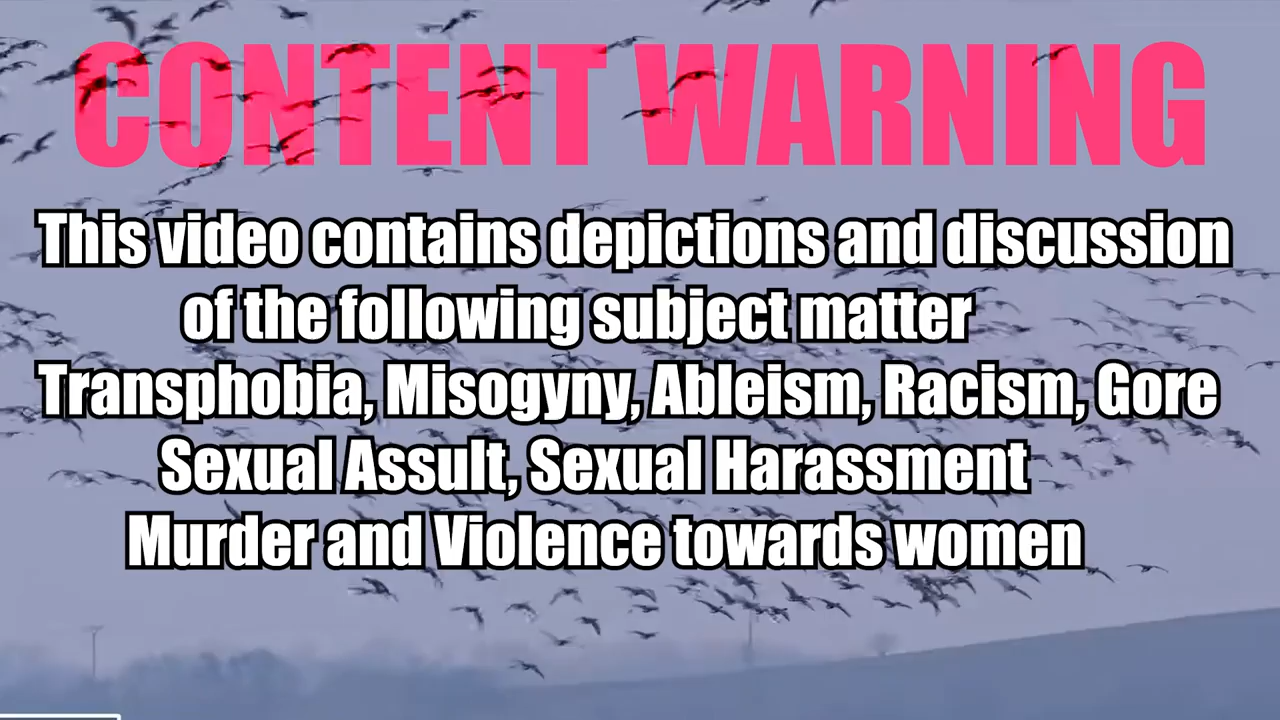 CONTENT WARNING
This video contains depictions and discussion
of the following subject matter
Transphobia, Misogyny, Ableism, Racism, Gore
Sexual Assult, Sexual Harassment
Murder and Violence towards women